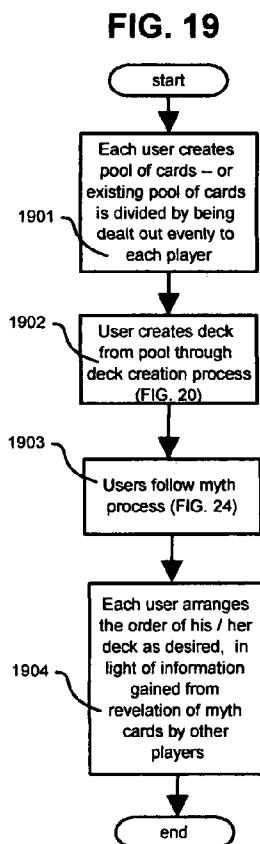 FIG. 19
start
Each user creates
pool of cards – or
existing pool of cards
is divided by being
dealt out evenly to
each player
1901
1902
User creates deck
from pool through
deck creation process
(FIG. 20)
1903
Users follow myth
process (FIG. 24)
Each user arranges
the order of his / her
deck as desired, in
light of information
gained from
revelation of myth
cards by other
players
1904
end